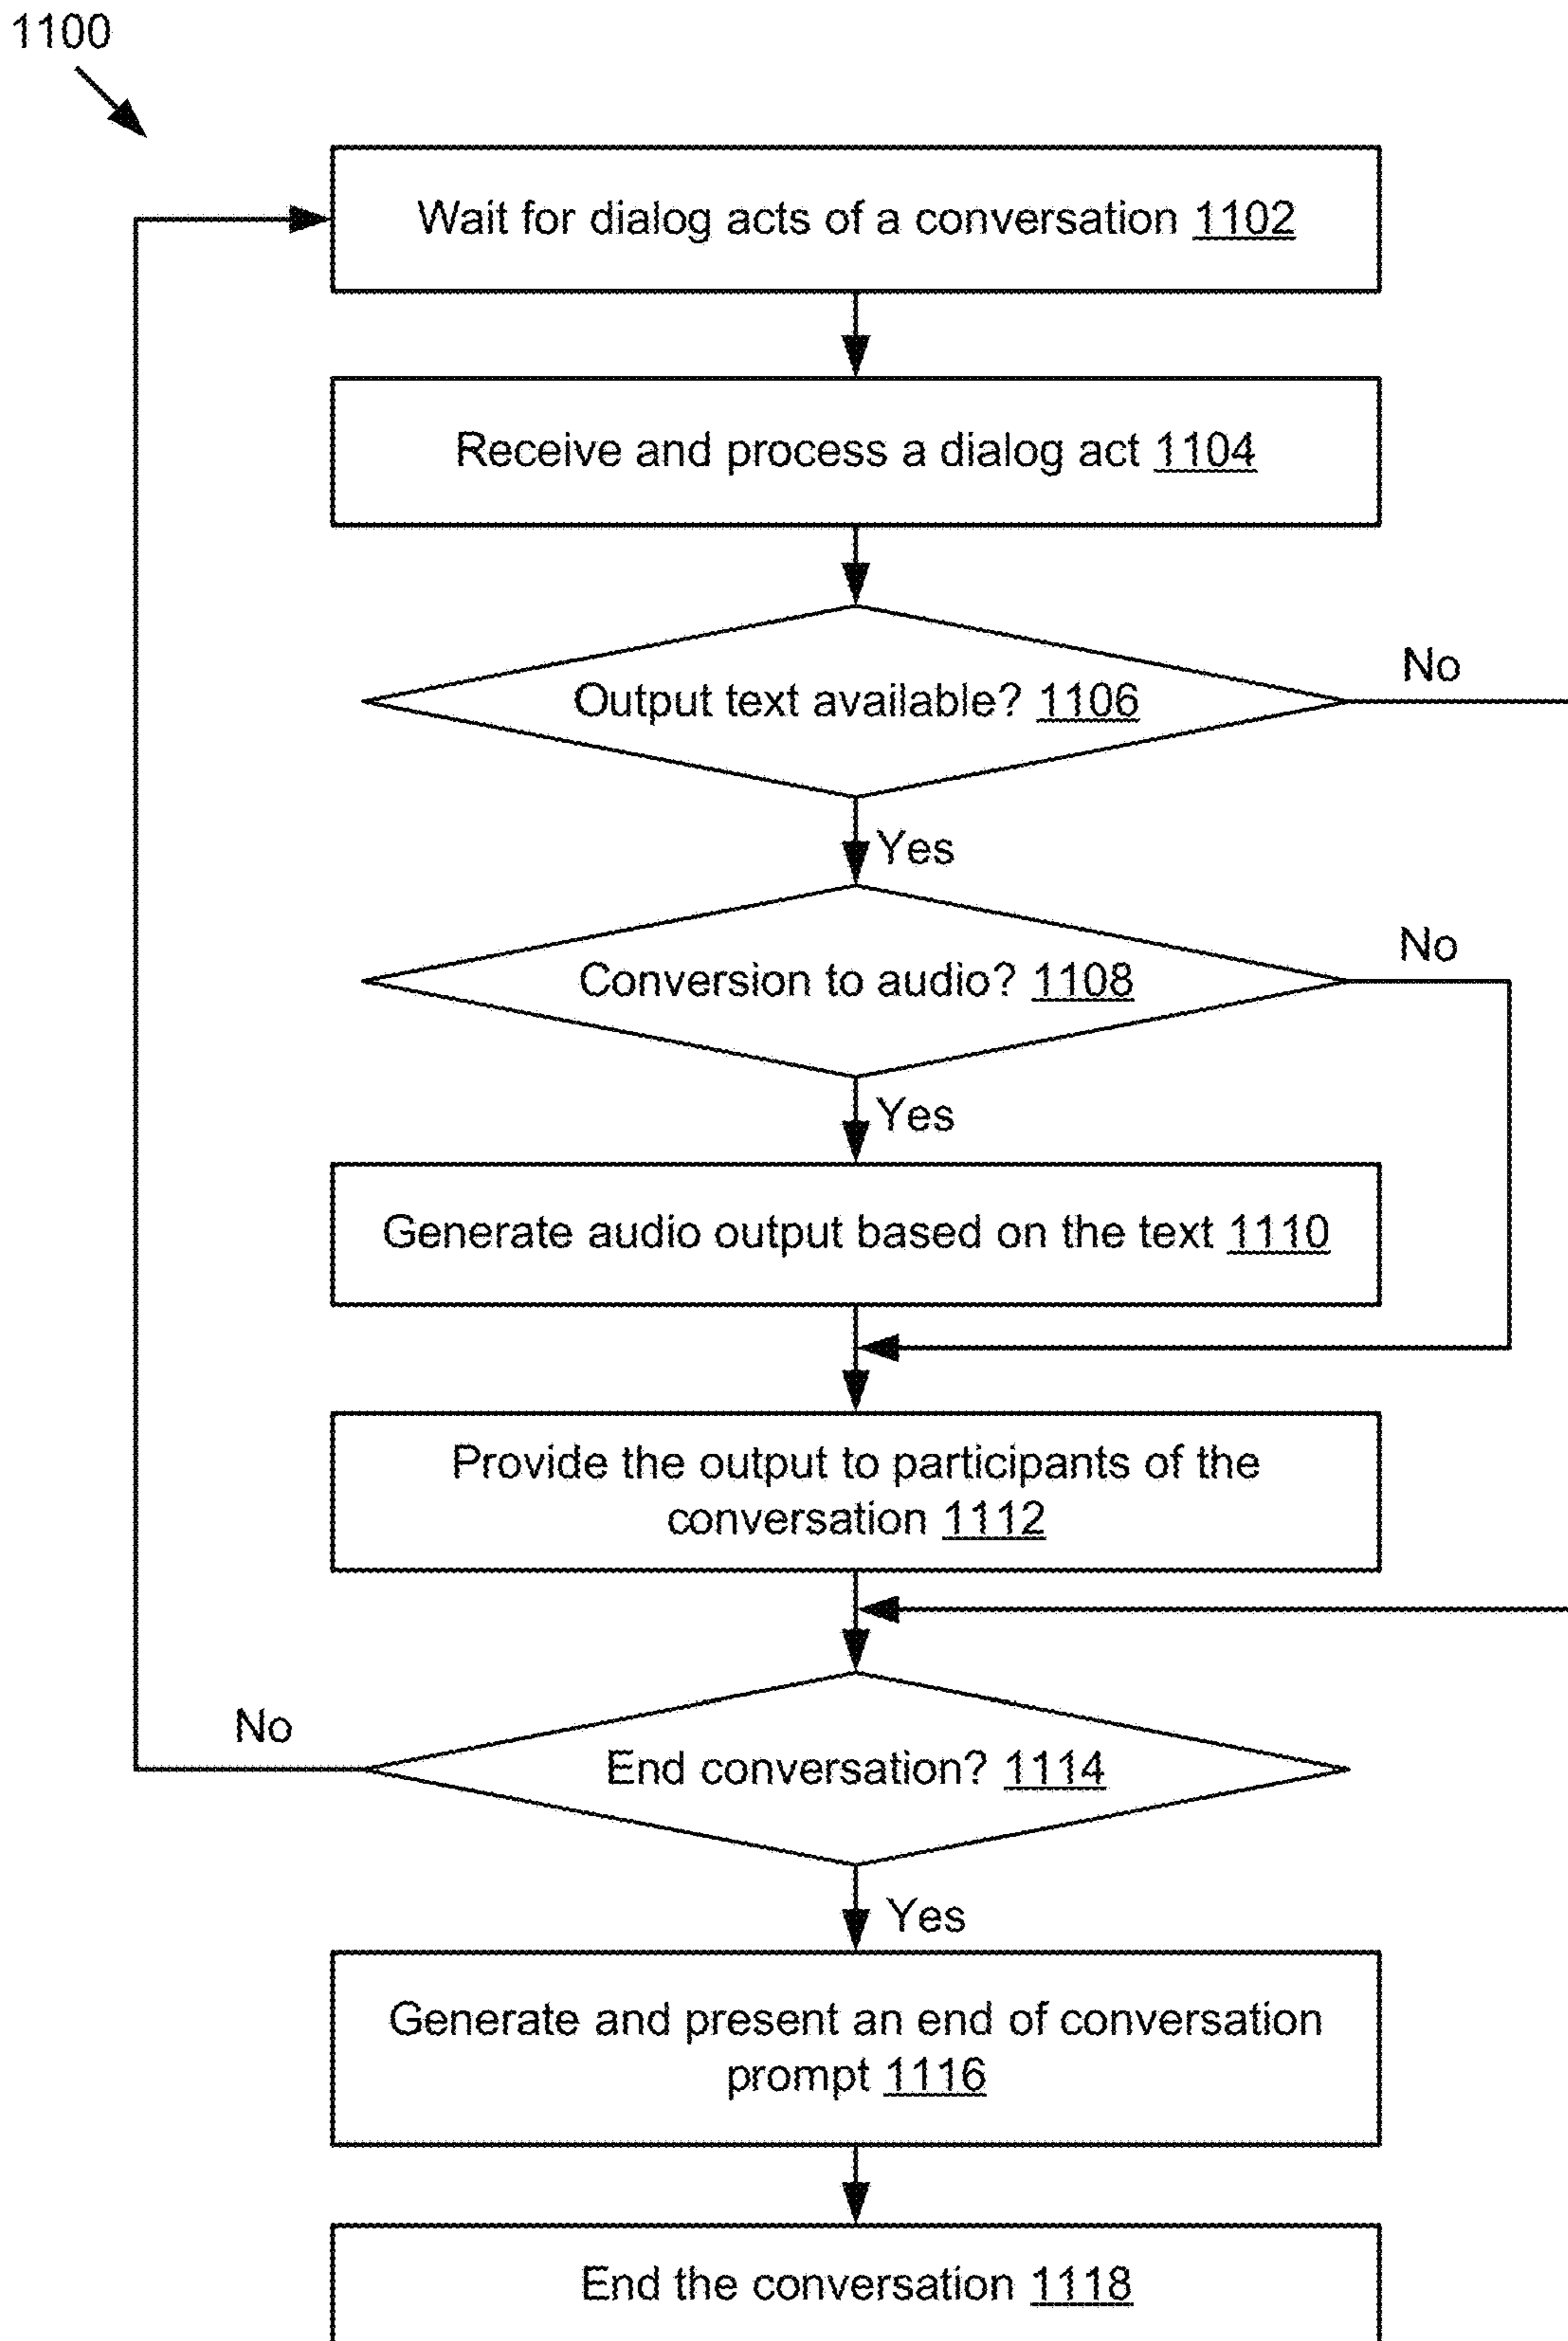 1100
Wait for dialog acts of a conversation 1102
Receive and process a dialog act 1104
Output text available? 1106
No
Yes
Conversion to audio? 1108
No
Yes
Generate audio output based on the text 1110
Provide the output to participants of the
conversation 1112
End conversation? 1114
No
Yes
Generate and present an end of conversation
prompt 1116
End the conversation 1118